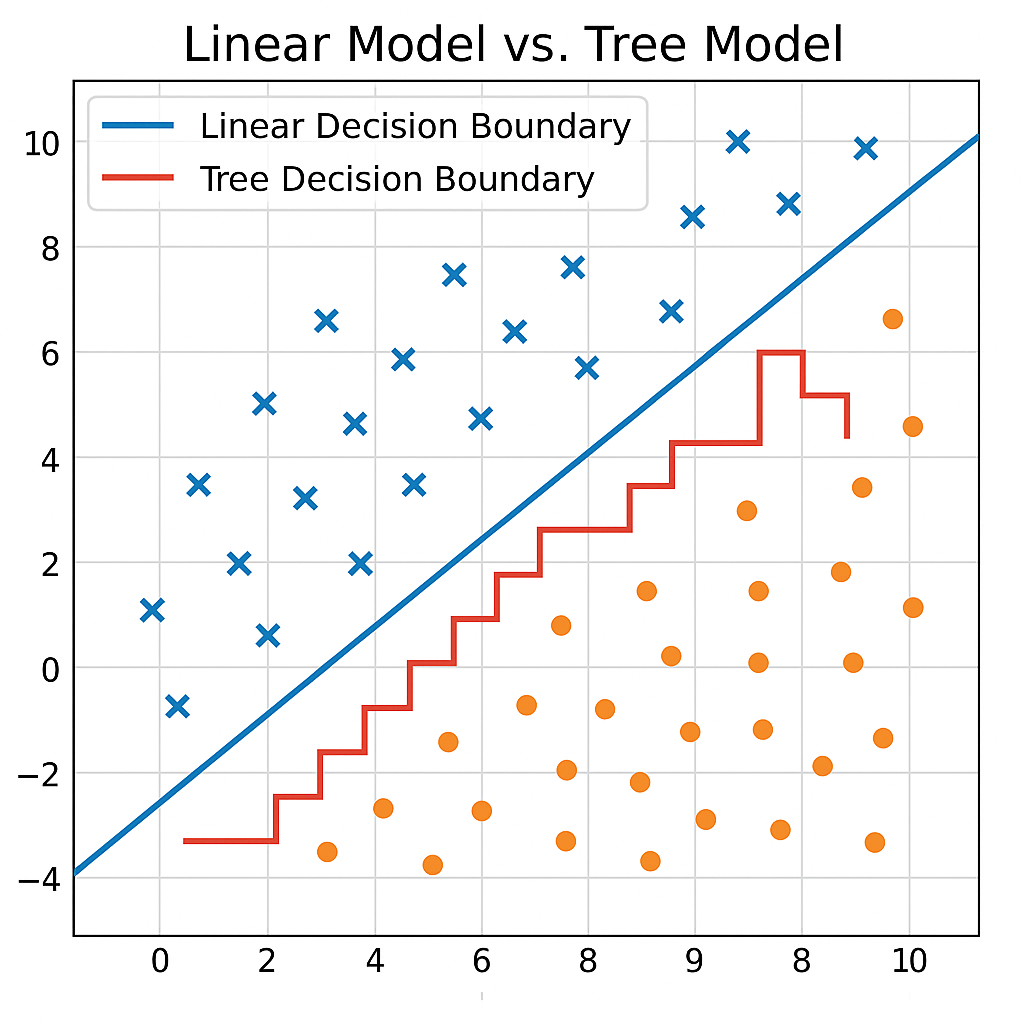 Linear Model vs. Tree Model
Linear Decision Boundary
Tree Decision Boundary
10
8
6
4
2
0
−2
−4
0 2 4 6 8 9 8 10